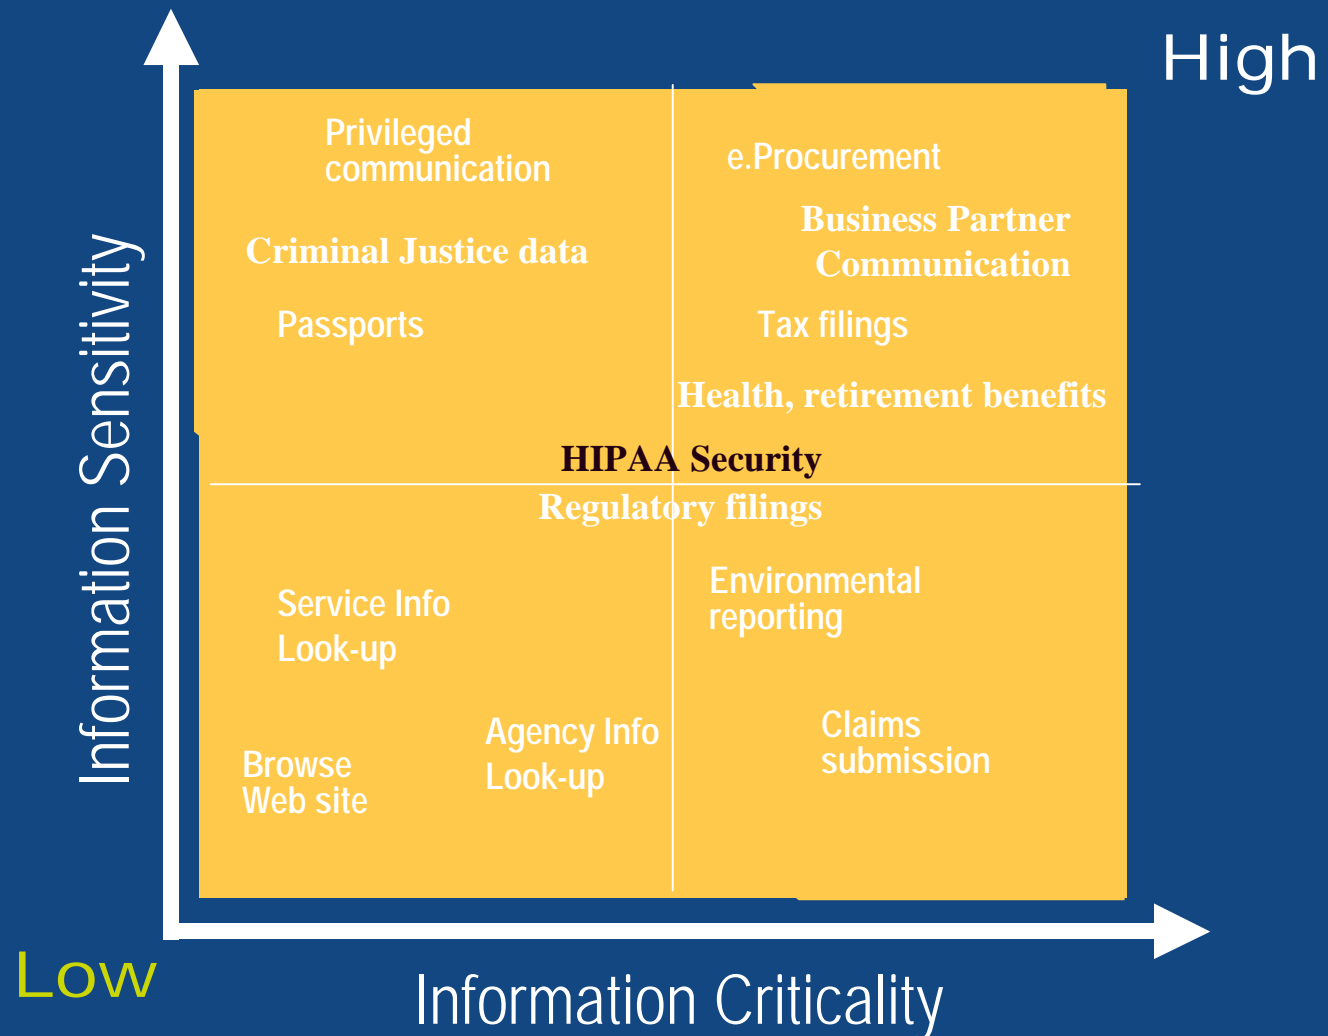 High
Privileged
communication
e.Procurement
Business Partner
Communication
Criminal Justice data
Passports
Tax filings
Health, retirement benefits
HIPAA Security
Regulatory filings
Information Sensitivity
Service Info
Look-up
Environmental
reporting
Agency Info
Look-up
Claims
submission
Browse
Web site
Low
Information Criticality